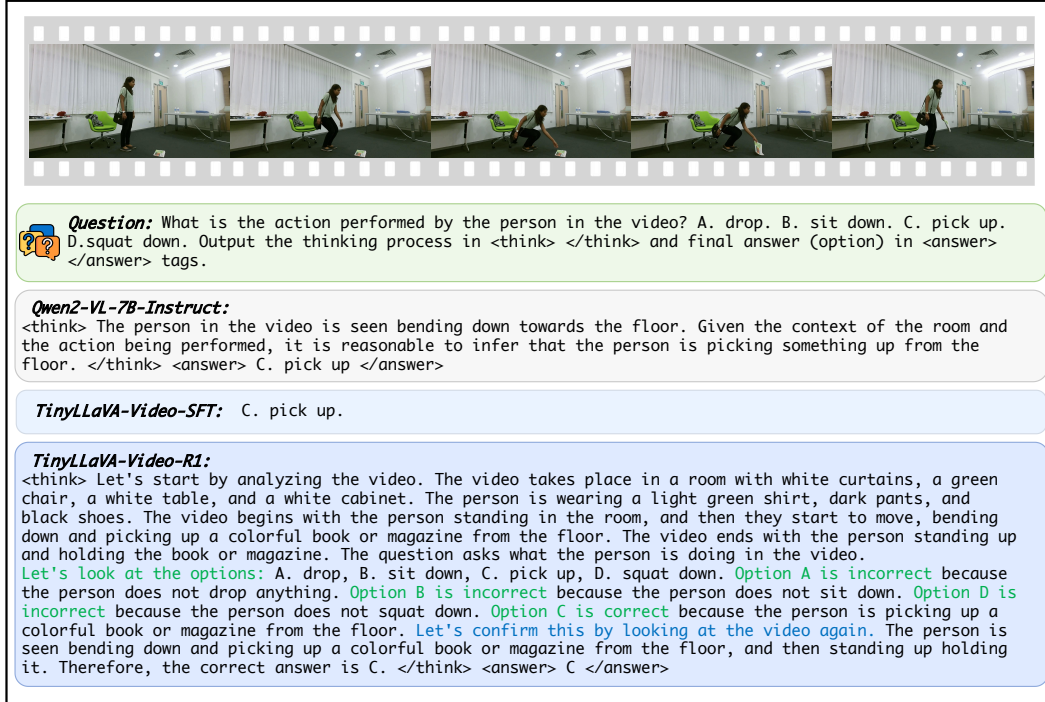 Question: What is the action performed by the person in the video? A. drop. B. sit down. C. pick up.
D.squat down. Output the thinking process in <think> </think> and final answer (option) in <answer>
</answer> tags.
Qwen2-VL-7B-Instruct:
<think> The person in the video is seen bending down towards the floor. Given the context of the room and
the action being performed, it is reasonable to infer that the person is picking something up from the
floor. </think> <answer> C. pick up </answer>
TinyLLaVA-Video-SFT: C. pick up.
TinyLLaVA-Video-R1:
<think> Let's start by analyzing the video. The video takes place in a room with white curtains, a green
chair, a white table, and a white cabinet. The person is wearing a light green shirt, dark pants, and
black shoes. The video begins with the person standing in the room, and then they start to move, bending
down and picking up a colorful book or magazine from the floor. The video ends with the person standing up
and holding the book or magazine. The question asks what the person is doing in the video.
Let's look at the options: A. drop, B. sit down, C. pick up, D. squat down. Option A is incorrect because
the person does not drop anything. Option B is incorrect because the person does not sit down. Option D is
incorrect because the person does not squat down. Option C is correct because the person is picking up a
colorful book or magazine from the floor. Let's confirm this by looking at the video again. The person is
seen bending down and picking up a colorful book or magazine from the floor, and then standing up holding
it. Therefore, the correct answer is C. </think> <answer> C </answer>